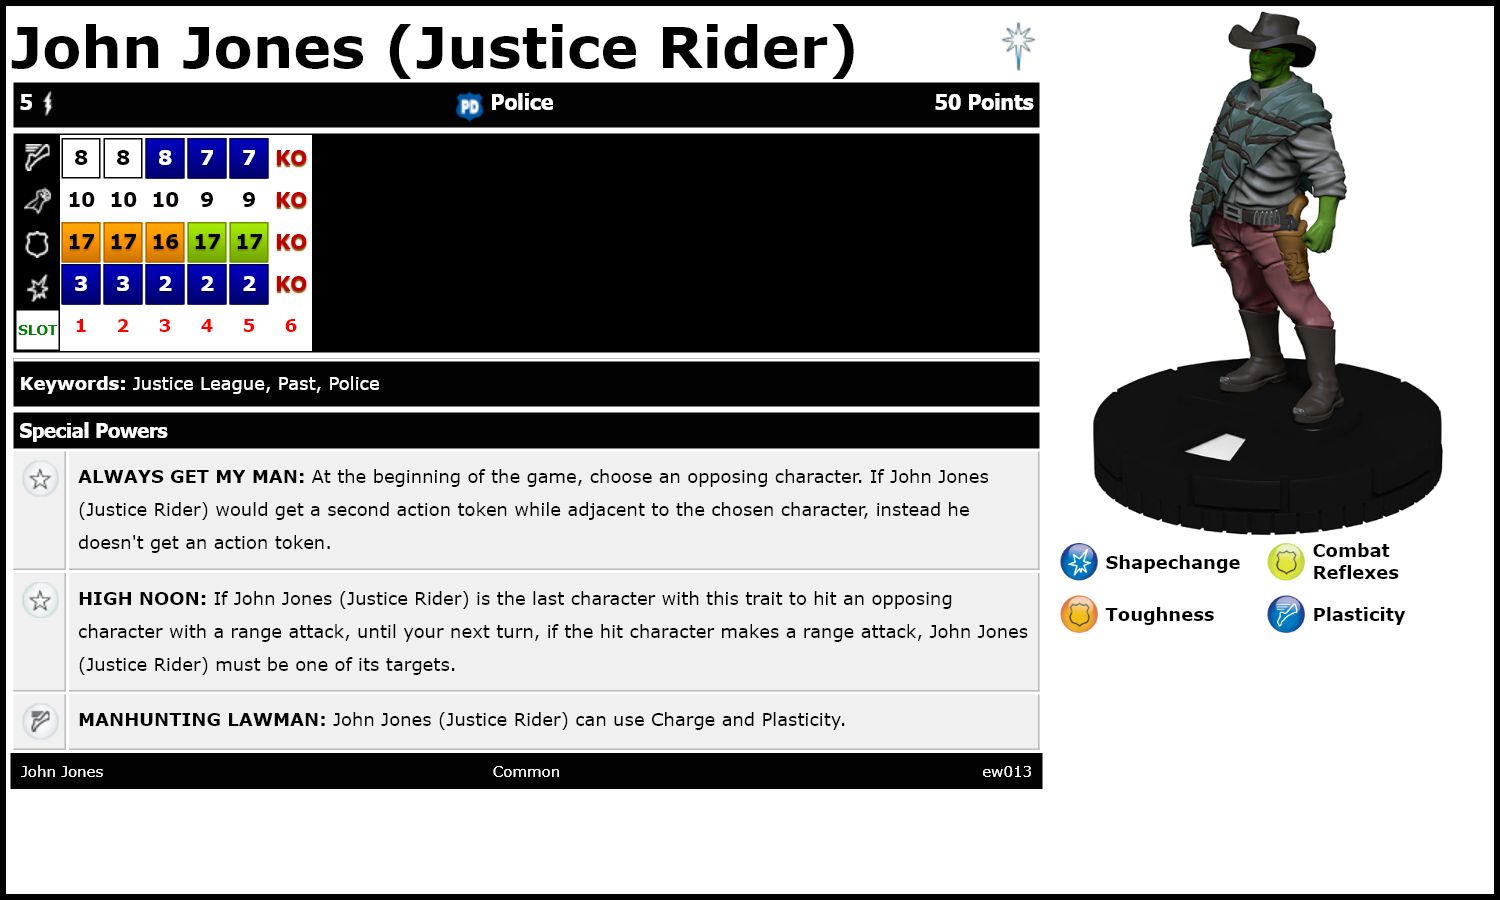 John Jones (Justice Rider)
5 PD Police 50 Points
8 8 8 7 7 KO
10 10 10 9 9 KO
17 17 16 17 17 KO
3 3 2 2 2 KO
SLOT 1 2 3 4 5 6
Keywords: Justice League, Past, Police
Special Powers
ALWAYS GET MY MAN: At the beginning of the game, choose an opposing character. If John Jones
(Justice Rider) would get a second action token while adjacent to the chosen character, instead he
doesn't get an action token.
HIGH NOON: If John Jones (Justice Rider) is the last character with this trait to hit an opposing
character with a range attack, until your next turn, if the hit character makes a range attack, John Jones
(Justice Rider) must be one of its targets.
MANHUNTING LAWMAN: John Jones (Justice Rider) can use Charge and Plasticity.
John Jones Common ew013
Shapechange
Combat
Reflexes
Toughness
Plasticity